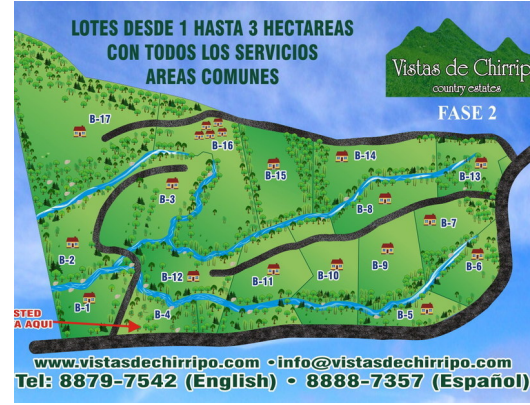 LOTES DESDE 1 HASTA 3 HECTAREAS
CON TODOS LOS SERVICIOS
AREAS COMUNES
Vistas de Chirrip
country estates
FASE 2
B-17
B-16
B-15
B-14
B-13
B-3
B-8
B-7
B-2
B-12
B-11
B-10
B-9
B-6
B-1
B-4
B-5
STED
A AQUI
www.vistasdechirripo.com • info@vistasdechirripo.com
Tel: 8879-7542 (English) • 8888-7357 (Español)